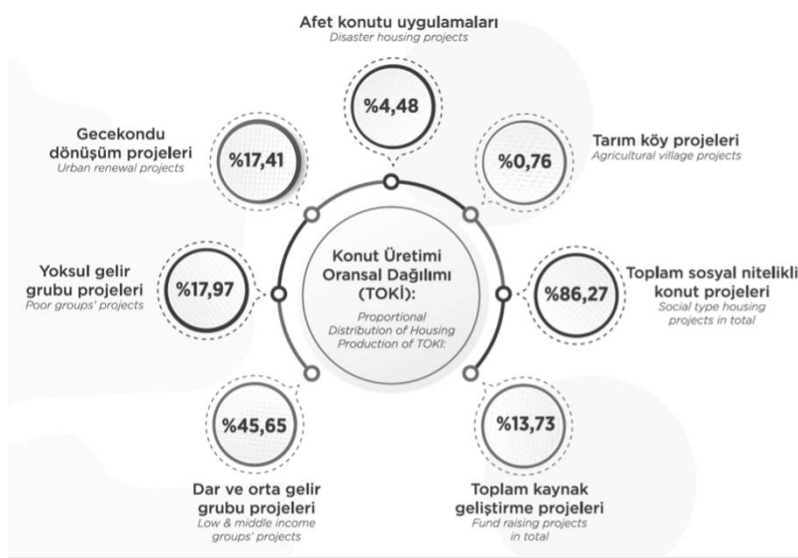 Afet konutu uygulamaları
Disaster housing projects
%4,48
Gecekondu
dönüşüm projeleri
Urban renewal projects
%17,41
Tarım köy projeleri
Agricultural village projects
%0,76
Yoksul gelir
grubu projeleri
Poor groups' projects
%17,97
Konut Üretimi
Oransal Dağılımı
(TOKİ):
Proportional
Distribution of Housing
Production of TOKI:
%86,27
Toplam sosyal nitelikli
konut projeleri
Social type housing
projects in total
%45,65
Dar ve orta gelir
grubu projeleri
Low & middle income
groups' projects
%13,73
Toplam kaynak
geliştirme projeleri
Fund raising projects
in total